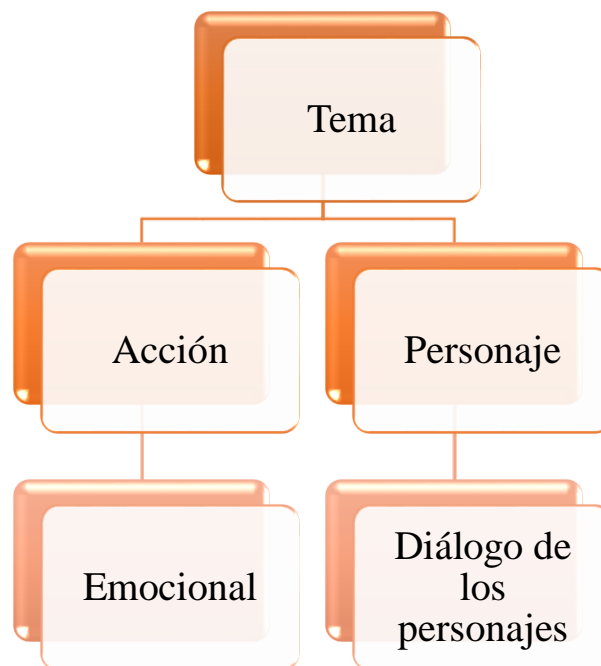 Tema
Acción
Personaje
Emocional
Diálogo de
los
personajes